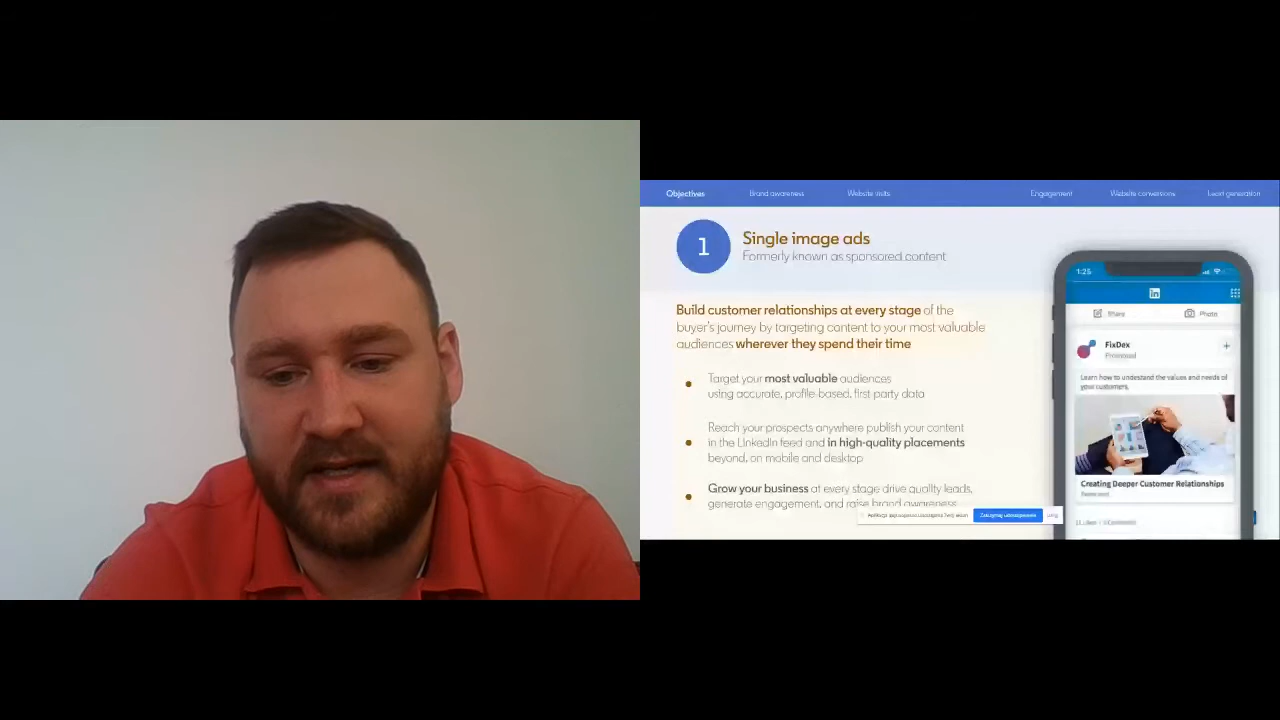 Objectives
Brand awareness
Website visits
Engagement
Website conversions
Lead generation
1
Single image ads
Formerly known as sponsored content
Build customer relationships at every stage of the
buyer's journey by targeting content to your most valuable
audiences wherever they spend their time
Target your most valuable audiences
using accurate, profile-based, first party data
Reach your prospects anywhere publish your content
in the LinkedIn feed and in high-quality placements
beyond, on mobile and desktop
Grow your business at every stage drive quality leads,
generate engagement, and raise brand awareness
1:25
in
Share
Photo
FixDex
Promoted
Learn how to understand the values and needs of
your customers.
Creating Deeper Customer Relationships